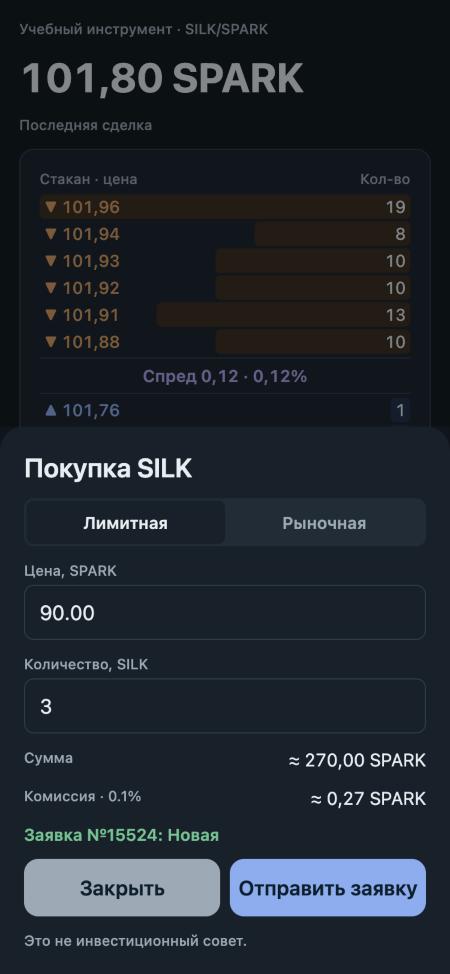 Учебный инструмент · SILK/SPARK
101,80 SPARK
Последняя сделка
Стакан · цена Кол-во
▼ 101,96 19
▼ 101,94 8
▼ 101,93 10
▼ 101,92 10
▼ 101,91 13
▼ 101,88 10
Спред 0,12 · 0,12%
▲ 101,76 1
Покупка SILK
Лимитная Рыночная
Цена, SPARK
90.00
Количество, SILK
3
Сумма ≈ 270,00 SPARK
Комиссия · 0.1% ≈ 0,27 SPARK
Заявка №15524: Новая
Закрыть Отправить заявку
Это не инвестиционный совет.